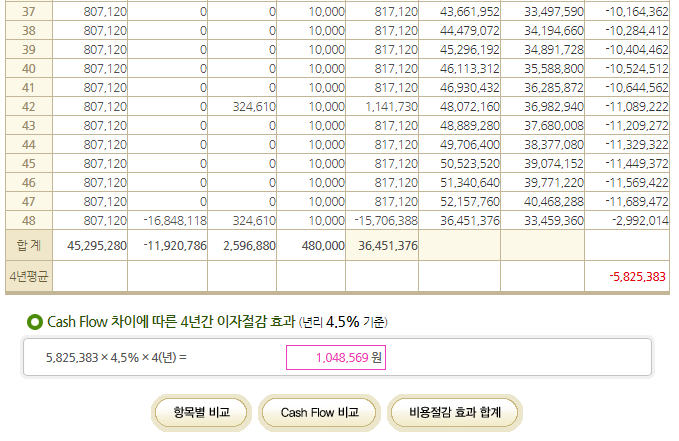 37 807,120 0 0 10,000 817,120 43,661,952 33,497,590 -10,164,362
38 807,120 0 0 10,000 817,120 44,479,072 34,194,660 -10,284,412
39 807,120 0 0 10,000 817,120 45,296,192 34,891,728 -10,404,462
40 807,120 0 0 10,000 817,120 46,113,312 35,588,800 -10,524,512
41 807,120 0 0 10,000 817,120 46,930,432 36,285,872 -10,644,562
42 807,120 0 324,610 10,000 1,141,730 48,072,160 36,982,940 -11,089,222
43 807,120 0 0 10,000 817,120 48,889,280 37,680,008 -11,209,272
44 807,120 0 0 10,000 817,120 49,706,400 38,377,080 -11,329,322
45 807,120 0 0 10,000 817,120 50,523,520 39,074,152 -11,449,372
46 807,120 0 0 10,000 817,120 51,340,640 39,771,220 -11,569,422
47 807,120 0 0 10,000 817,120 52,157,760 40,468,288 -11,689,472
48 807,120 -16,848,118 324,610 10,000 -15,706,388 36,451,376 33,459,360 -2,992,014
합 계 45,295,280 -11,920,786 2,596,880 480,000 36,451,376
4년평균 -5,825,383
Cash Flow 차이에 따른 4년간 이자절감 효과 (년리 4.5% 기준)
5,825,383 × 4.5% × 4(년) = 1,048,569 원
항목별 비교 Cash Flow 비교 비용절감 효과 합계